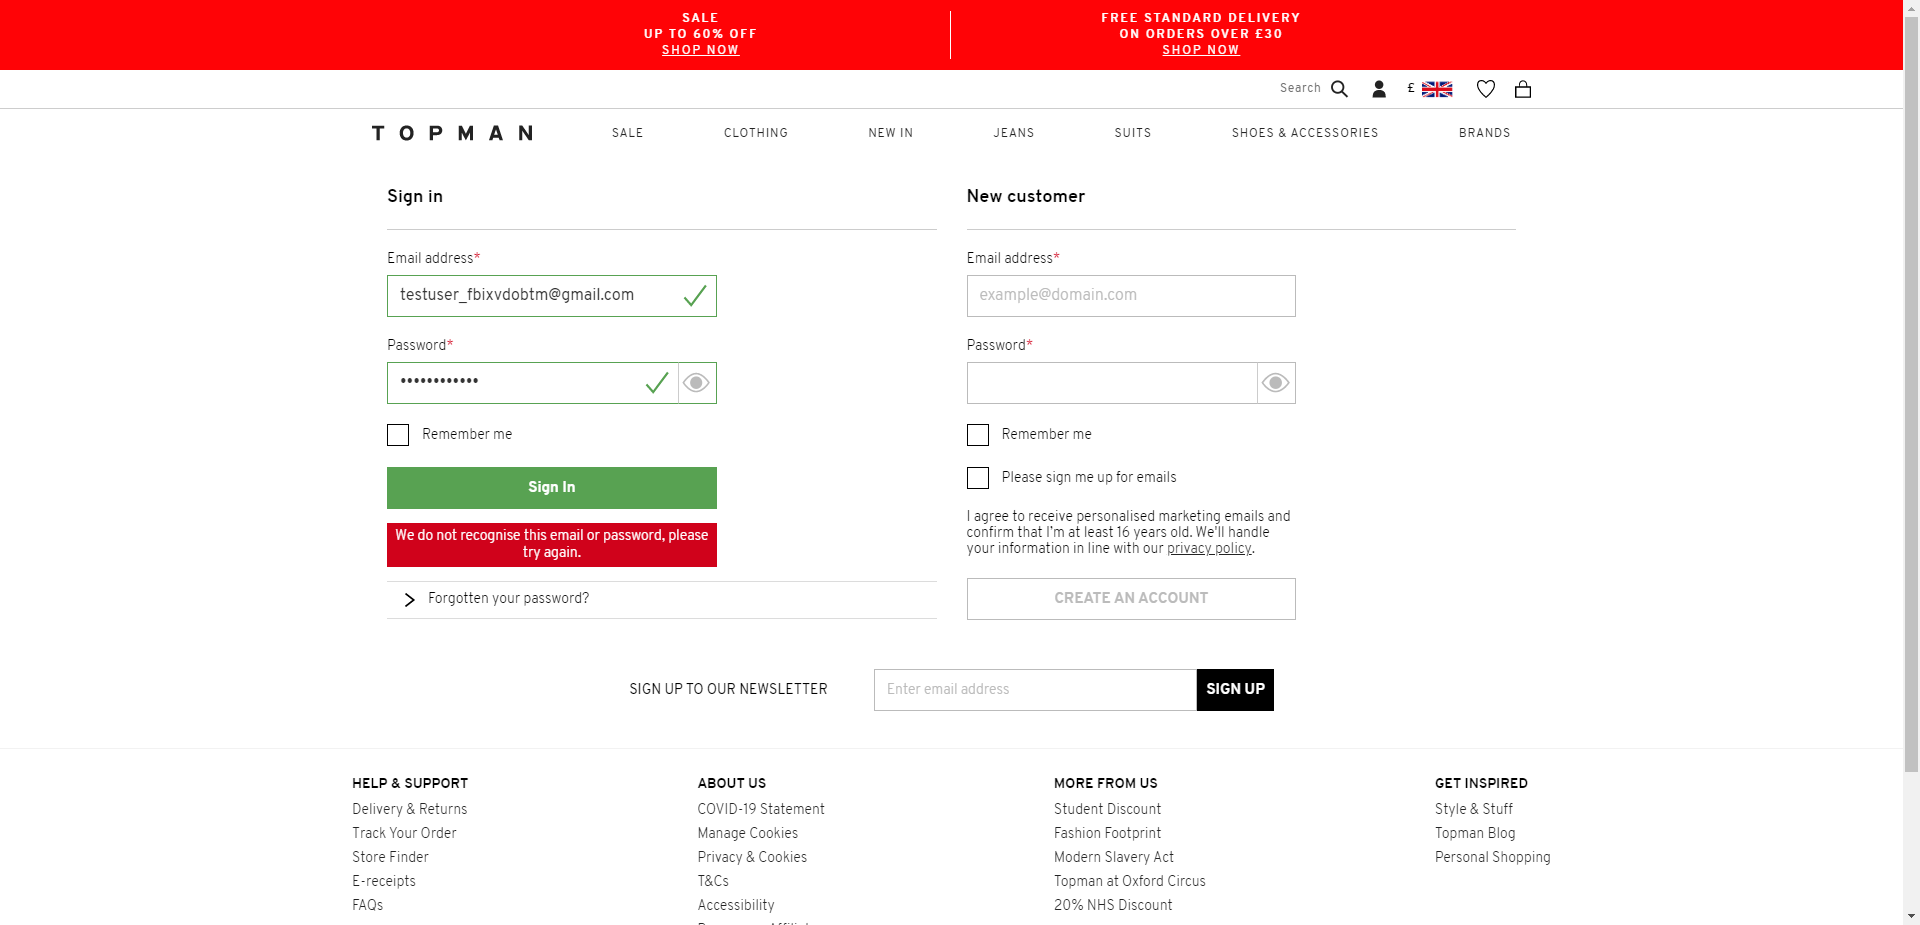 SALE
UP TO 60% OFF
SHOP NOW
FREE STANDARD DELIVERY
ON ORDERS OVER £30
SHOP NOW
Search
£
TOPMAN
SALE
CLOTHING
NEW IN
JEANS
SUITS
SHOES & ACCESSORIES
BRANDS
Sign in
Email address*
testuser_fbixvdobtm@gmail.com
Password*
••••••••••••
Remember me
Sign In
We do not recognise this email or password, please
try again.
Forgotten your password?
New customer
Email address*
example@domain.com
Password*
Remember me
Please sign me up for emails
I agree to receive personalised marketing emails and
confirm that I'm at least 16 years old. We'll handle
your information in line with our privacy policy.
CREATE AN ACCOUNT
SIGN UP TO OUR NEWSLETTER
Enter email address
SIGN UP
HELP & SUPPORT
Delivery & Returns
Track Your Order
Store Finder
E-receipts
FAQs
ABOUT US
COVID-19 Statement
Manage Cookies
Privacy & Cookies
T&Cs
Accessibility
MORE FROM US
Student Discount
Fashion Footprint
Modern Slavery Act
Topman at Oxford Circus
20% NHS Discount
GET INSPIRED
Style & Stuff
Topman Blog
Personal Shopping